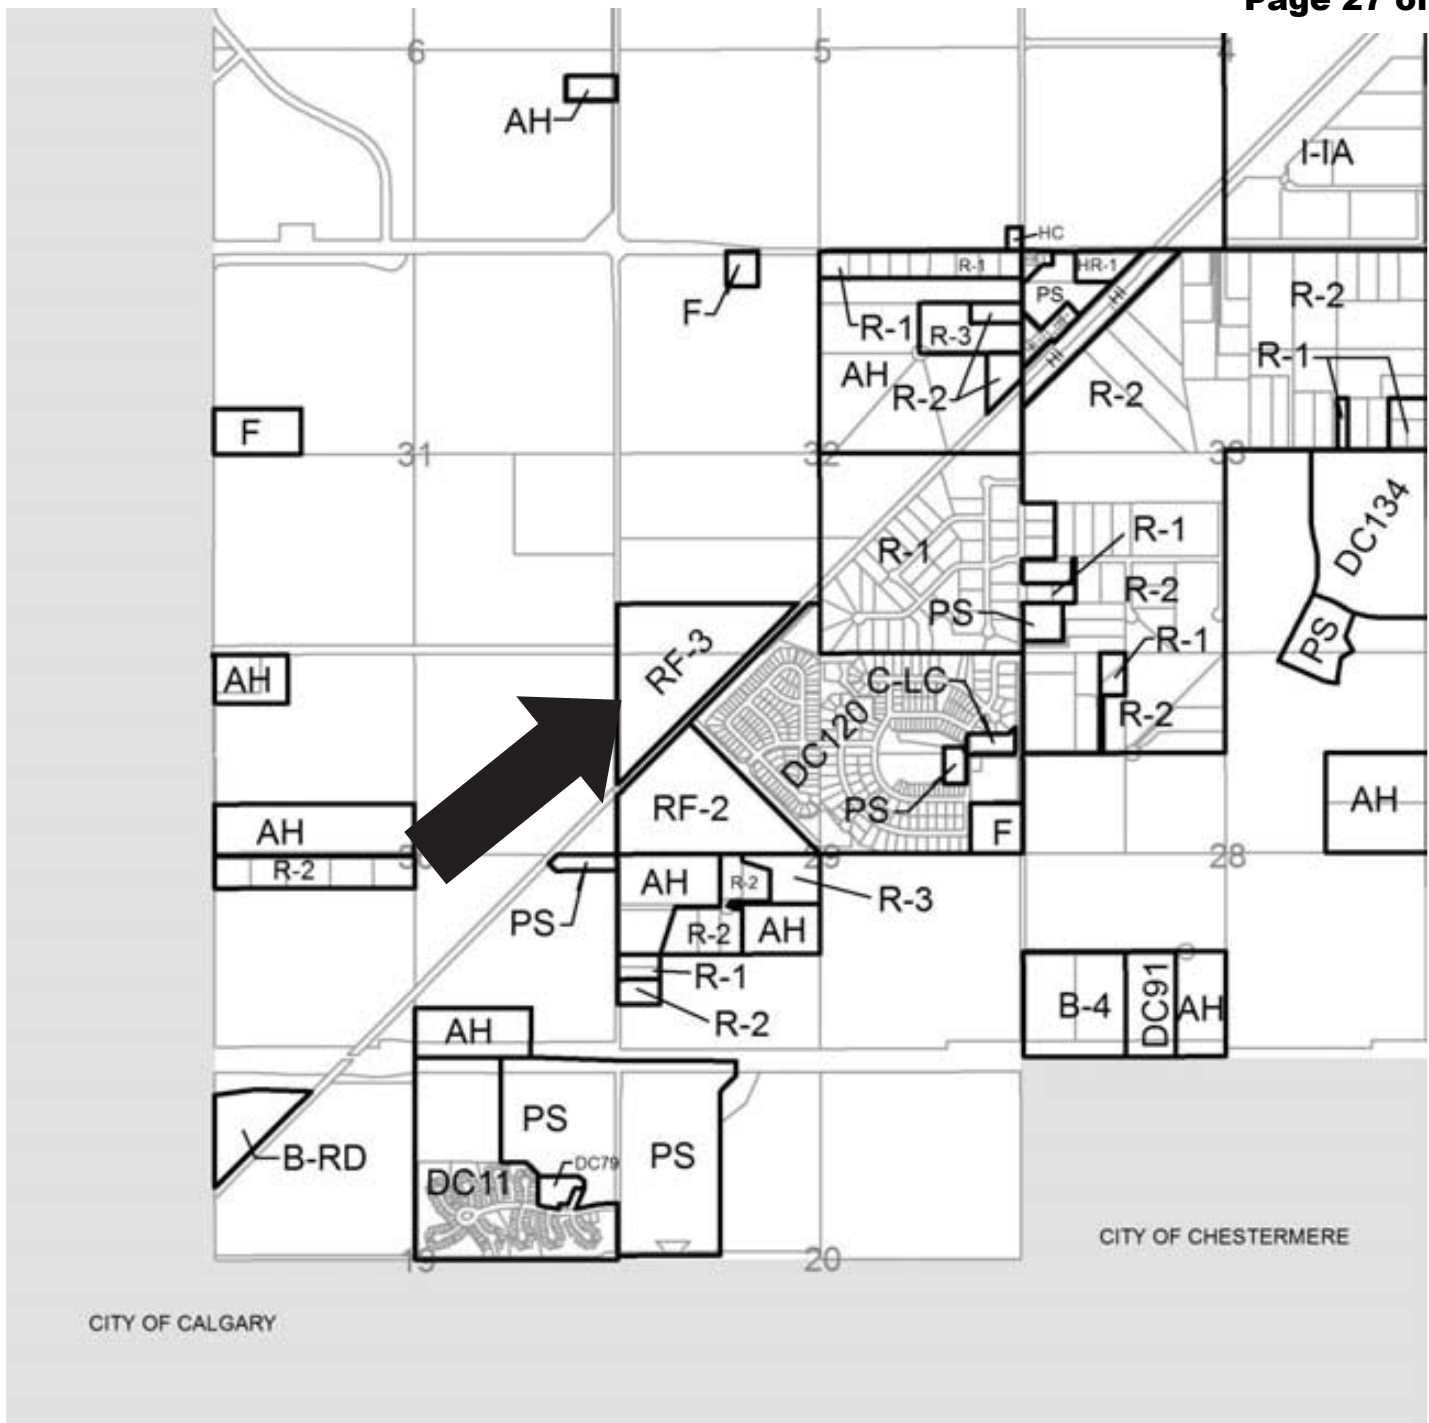 Page 27 of
6
5
4
AH
I-IA
HC
R-1
HR-1
F
R-1
R-3
PS
HI
R-2
AH
R-2
HI
R-2
R-1
F
31
32
33
R-1
R-1
DC134
PS
R-2
R-1
PS
RF-3
AH
C-LC
R-2
DC120
RF-2
PS
AH
AH
F
R-2
30
29
28
AH
R-2
R-3
PS
R-2
AH
R-1
B-4
DC91
AH
R-2
AH
PS
PS
B-RD
DC79
DC11
19
20
CITY OF CHESTERMERE
CITY OF CALGARY